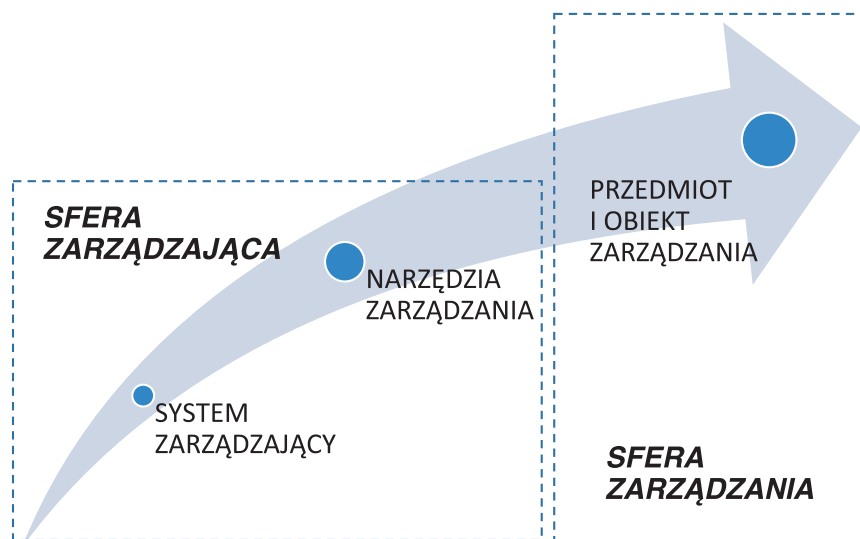 SFERA
ZARZĄDZAJĄCA
NARZĘDZIA
ZARZĄDZANIA
SYSTEM
ZARZĄDZAJĄCY
PRZEDMIOT
I OBIEKT
ZARZĄDZANIA
SFERA
ZARZĄDZANIA